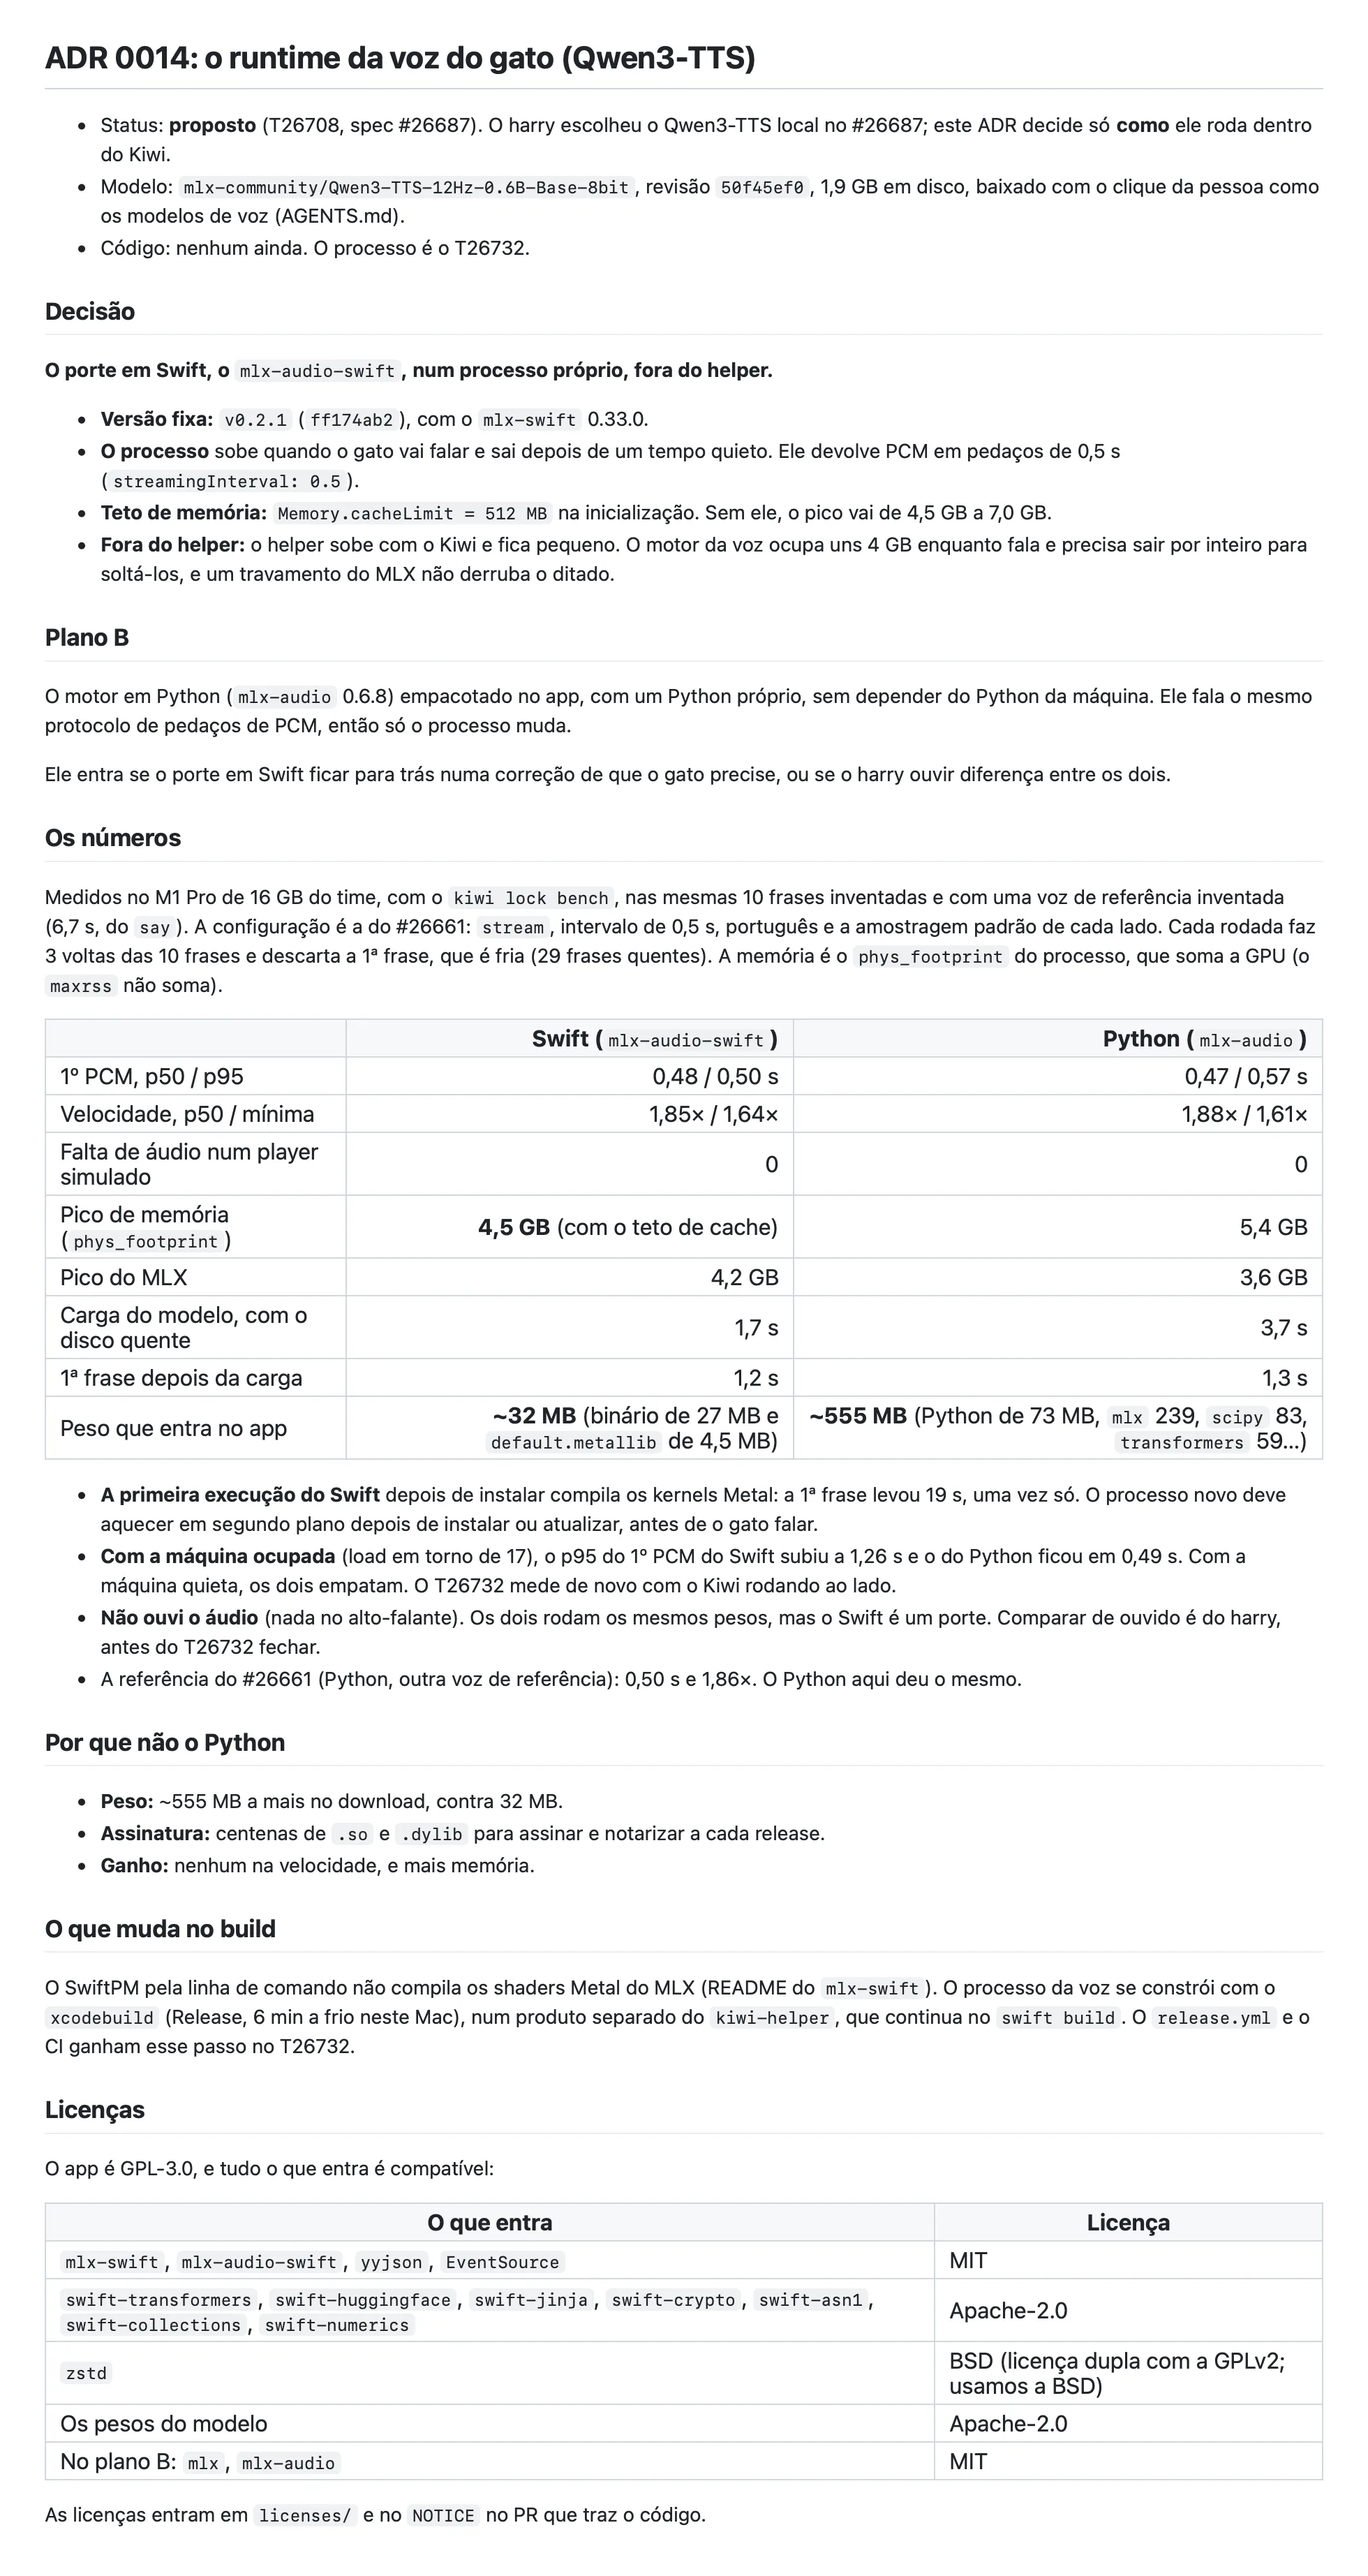 ADR 0014: o runtime da voz do gato (Qwen3-TTS)
Status: proposto (T26708, spec #26687). O harry escolheu o Qwen3-TTS local no #26687; este ADR decide só como ele roda dentro
do Kiwi.
Modelo: mlx-community/Qwen3-TTS-12Hz-0.6B-Base-8bit, revisão 50f45ef0, 1,9 GB em disco, baixado com o clique da pessoa como
os modelos de voz (AGENTS.md).
Código: nenhum ainda. O processo é o T26732.
Decisão
O porte em Swift, o mlx-audio-swift, num processo próprio, fora do helper.
Versão fixa: v0.2.1 (ff174ab2), com o mlx-swift 0.33.0.
O processo sobe quando o gato vai falar e sai depois de um tempo quieto. Ele devolve PCM em pedaços de 0,5 s
(streamingInterval: 0.5).
Teto de memória: Memory.cacheLimit = 512 MB na inicialização. Sem ele, o pico vai de 4,5 GB a 7,0 GB.
Fora do helper: o helper sobe com o Kiwi e fica pequeno. O motor da voz ocupa uns 4 GB enquanto fala e precisa sair por inteiro para
soltá-los, e um travamento do MLX não derruba o ditado.
Plano B
O motor em Python (mlx-audio 0.6.8) empacotado no app, com um Python próprio, sem depender do Python da máquina. Ele fala o mesmo
protocolo de pedaços de PCM, então só o processo muda.
Ele entra se o porte em Swift ficar para trás numa correção de que o gato precise, ou se o harry ouvir diferença entre os dois.
Os números
Medidos no M1 Pro de 16 GB do time, com o kiwi lock bench, nas mesmas 10 frases inventadas e com uma voz de referência inventada
(6,7 s, do say). A configuração é a do #26661: stream, intervalo de 0,5 s, português e a amostragem padrão de cada lado. Cada rodada faz
3 voltas das 10 frases e descarta a 1ª frase, que é fria (29 frases quentes). A memória é o phys_footprint do processo, que soma a GPU (o
maxrss não soma).
Swift (mlx-audio-swift) Python (mlx-audio)
1º PCM, p50 / p95 0,48 / 0,50 s 0,47 / 0,57 s
Velocidade, p50 / mínima 1,85× / 1,64× 1,88× / 1,61×
Falta de áudio num player
simulado 0 0
Pico de memória
(phys_footprint) 4,5 GB (com o teto de cache) 5,4 GB
Pico do MLX 4,2 GB 3,6 GB
Carga do modelo, com o
disco quente 1,7 s 3,7 s
1ª frase depois da carga 1,2 s 1,3 s
Peso que entra no app ~32 MB (binário de 27 MB e
default.metallib de 4,5 MB) ~555 MB (Python de 73 MB, mlx 239, scipy 83,
transformers 59…)
A primeira execução do Swift depois de instalar compila os kernels Metal: a 1ª frase levou 19 s, uma vez só. O processo novo deve
aquecer em segundo plano depois de instalar ou atualizar, antes de o gato falar.
Com a máquina ocupada (load em torno de 17), o p95 do 1º PCM do Swift subiu a 1,26 s e o do Python ficou em 0,49 s. Com a
máquina quieta, os dois empatam. O T26732 mede de novo com o Kiwi rodando ao lado.
Não ouvi o áudio (nada no alto-falante). Os dois rodam os mesmos pesos, mas o Swift é um porte. Comparar de ouvido é do harry,
antes do T26732 fechar.
A referência do #26661 (Python, outra voz de referência): 0,50 s e 1,86×. O Python aqui deu o mesmo.
Por que não o Python
Peso: ~555 MB a mais no download, contra 32 MB.
Assinatura: centenas de .so e .dylib para assinar e notarizar a cada release.
Ganho: nenhum na velocidade, e mais memória.
O que muda no build
O SwiftPM pela linha de comando não compila os shaders Metal do MLX (README do mlx-swift). O processo da voz se constrói com o
xcodebuild (Release, 6 min a frio neste Mac), num produto separado do kiwi-helper, que continua no swift build. O release.yml e o
CI ganham esse passo no T26732.
Licenças
O app é GPL-3.0, e tudo o que entra é compatível:
O que entra Licença
mlx-swift, mlx-audio-swift, yyjson, EventSource MIT
swift-transformers, swift-huggingface, swift-jinja, swift-crypto, swift-asn1,
swift-collections, swift-numerics Apache-2.0
zstd BSD (licença dupla com a GPLv2;
usamos a BSD)
Os pesos do modelo Apache-2.0
No plano B: mlx, mlx-audio MIT
As licenças entram em licenses/ e no NOTICE no PR que traz o código.